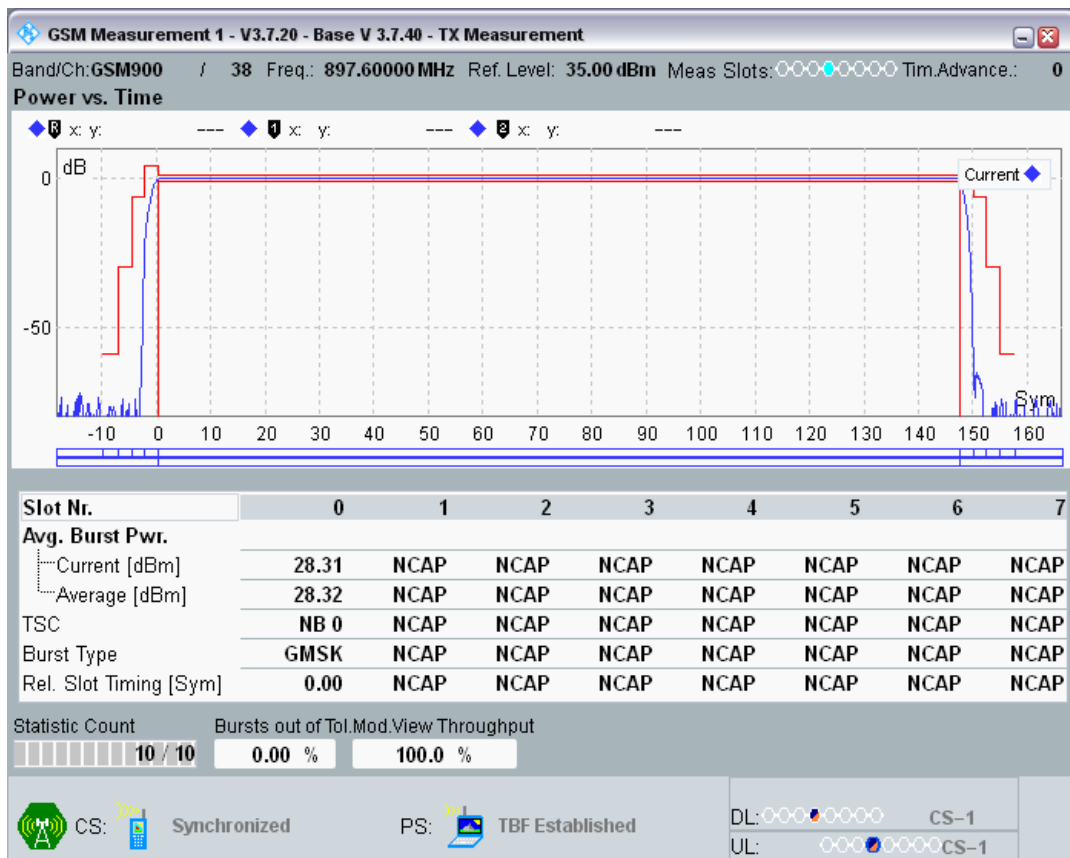 GSM Measurement 1 - V3.7.20 - Base V 3.7.40 - TX Measurement
Band/Ch:GSM900 / 38 Freq.: 897.60000 MHz Ref. Level: 35.00 dBm Meas Slots: Tim.Advance.: 0
Power vs. Time
R x: y: --- 1 x: y: --- 2 x: y: ---
dB
Current
0
-50
Sym
-10 0 10 20 30 40 50 60 70 80 90 100 110 120 130 140 150 160
Slot Nr. 0 1 2 3 4 5 6 7
Avg. Burst Pwr.
Current [dBm] 28.31 NCAP NCAP NCAP NCAP NCAP NCAP NCAP
Average [dBm] 28.32 NCAP NCAP NCAP NCAP NCAP NCAP NCAP
TSC NB 0 NCAP NCAP NCAP NCAP NCAP NCAP NCAP
Burst Type GMSK NCAP NCAP NCAP NCAP NCAP NCAP NCAP
Rel. Slot Timing [Sym] 0.00 NCAP NCAP NCAP NCAP NCAP NCAP NCAP
Statistic Count Bursts out of Tol.Mod.View Throughput
10 / 10 0.00 % 100.0 %
CS: Synchronized PS: TBF Established
DL: CS-1
UL: CS-1